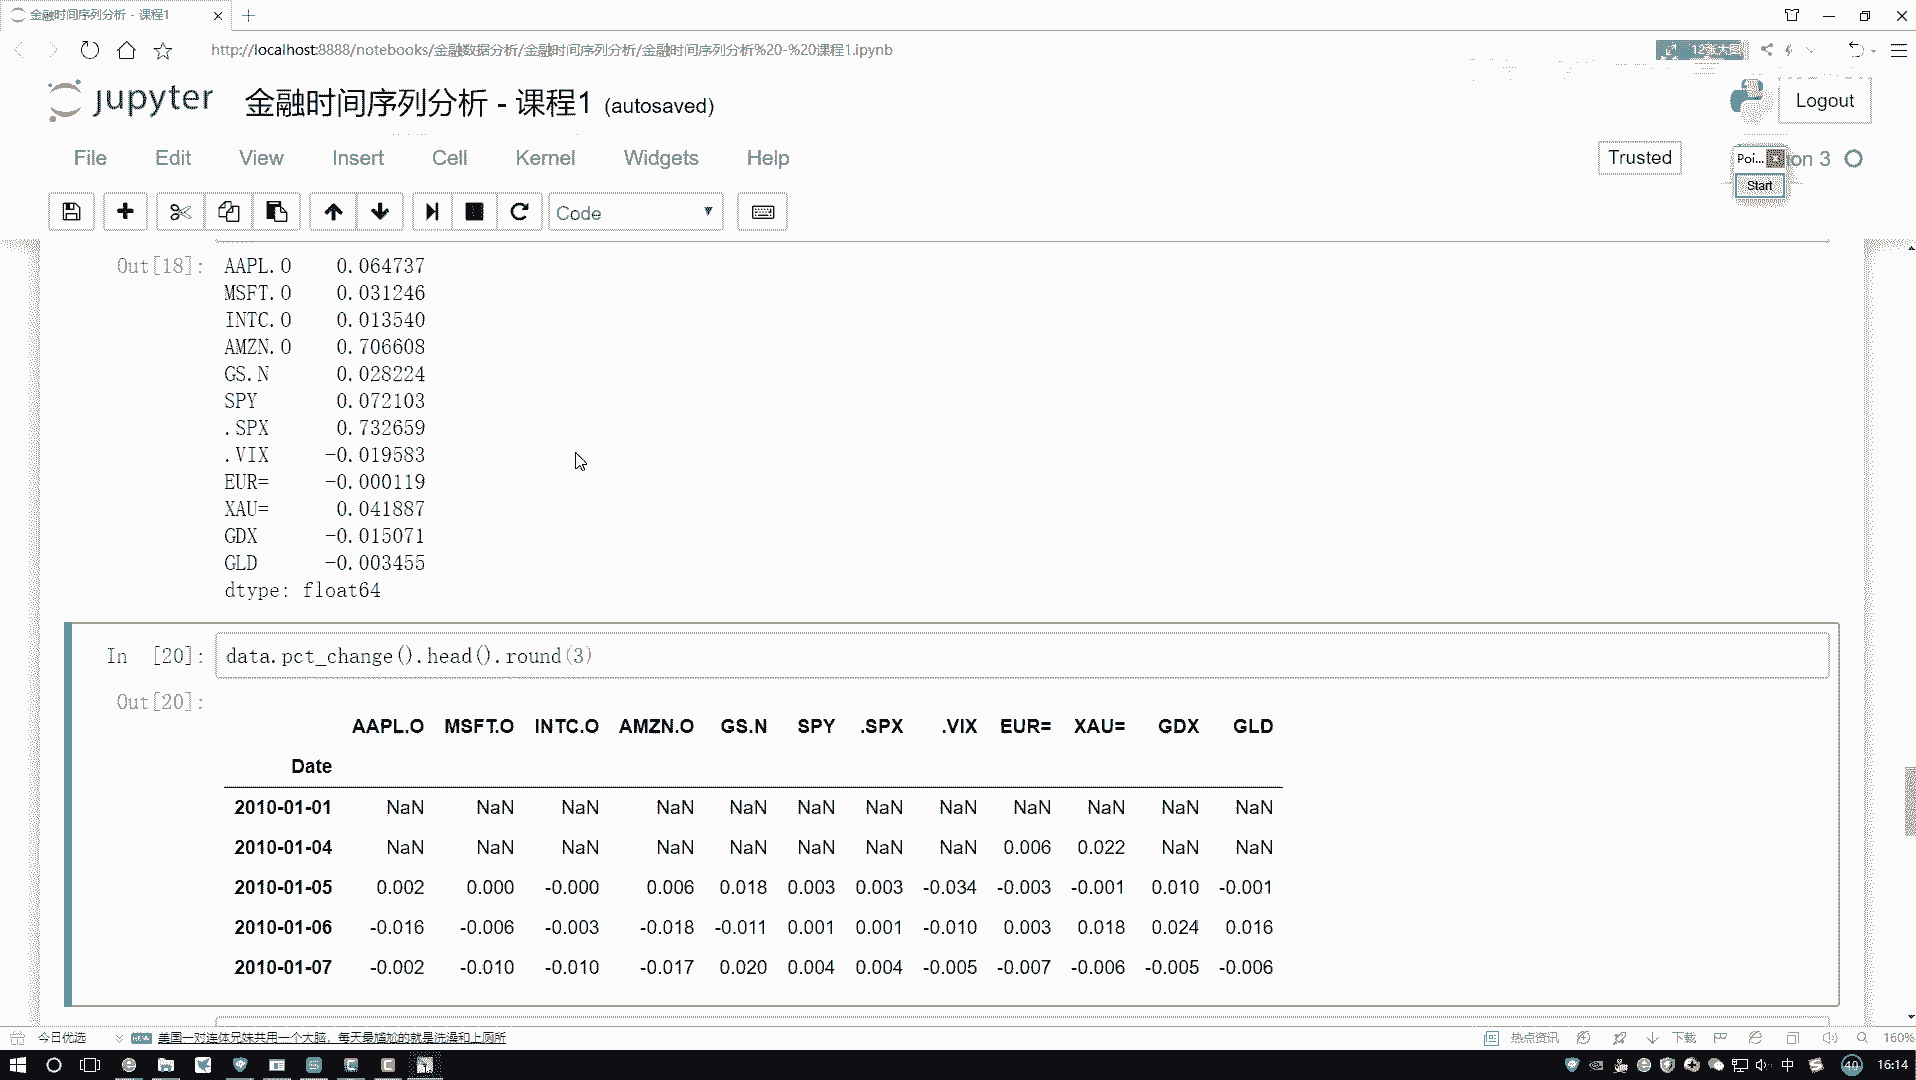 金融时间序列分析 - 课程1
http://localhost:8888/notebooks/金融数据分析/金融时间序列分析/金融时间序列分析%20-%20课程1.ipynb
12张大图
jupyter 金融时间序列分析 - 课程1 (autosaved)
Logout
File Edit View Insert Cell Kernel Widgets Help
Trusted
Poi... on 3
Start
Code
Out[18]: AAPL.O 0.064737
MSFT.O 0.031246
INTC.O 0.013540
AMZN.O 0.706608
GS.N 0.028224
SPY 0.072103
.SPX 0.732659
.VIX -0.019583
EUR= -0.000119
XAU= 0.041887
GDX -0.015071
GLD -0.003455
dtype: float64
In [20]: data.pct_change().head().round(3)
Out[20]:
AAPL.O MSFT.O INTC.O AMZN.O GS.N SPY .SPX .VIX EUR= XAU= GDX GLD
Date
2010-01-01 NaN NaN NaN NaN NaN NaN NaN NaN NaN NaN NaN NaN
2010-01-04 NaN NaN NaN NaN NaN NaN NaN NaN 0.006 0.022 NaN NaN
2010-01-05 0.002 0.000 -0.000 0.006 0.018 0.003 0.003 -0.034 -0.003 -0.001 0.010 -0.001
2010-01-06 -0.016 -0.006 -0.003 -0.018 -0.011 0.001 0.001 -0.010 0.003 0.018 0.024 0.016
2010-01-07 -0.002 -0.010 -0.010 -0.017 0.020 0.004 0.004 -0.005 -0.007 -0.006 -0.005 -0.006
今日优选 NEW 美国一对连体兄妹共用一个大脑，每天最尴尬的就是洗澡和上厕所
热点资讯 下载 160%
中 40 16:14